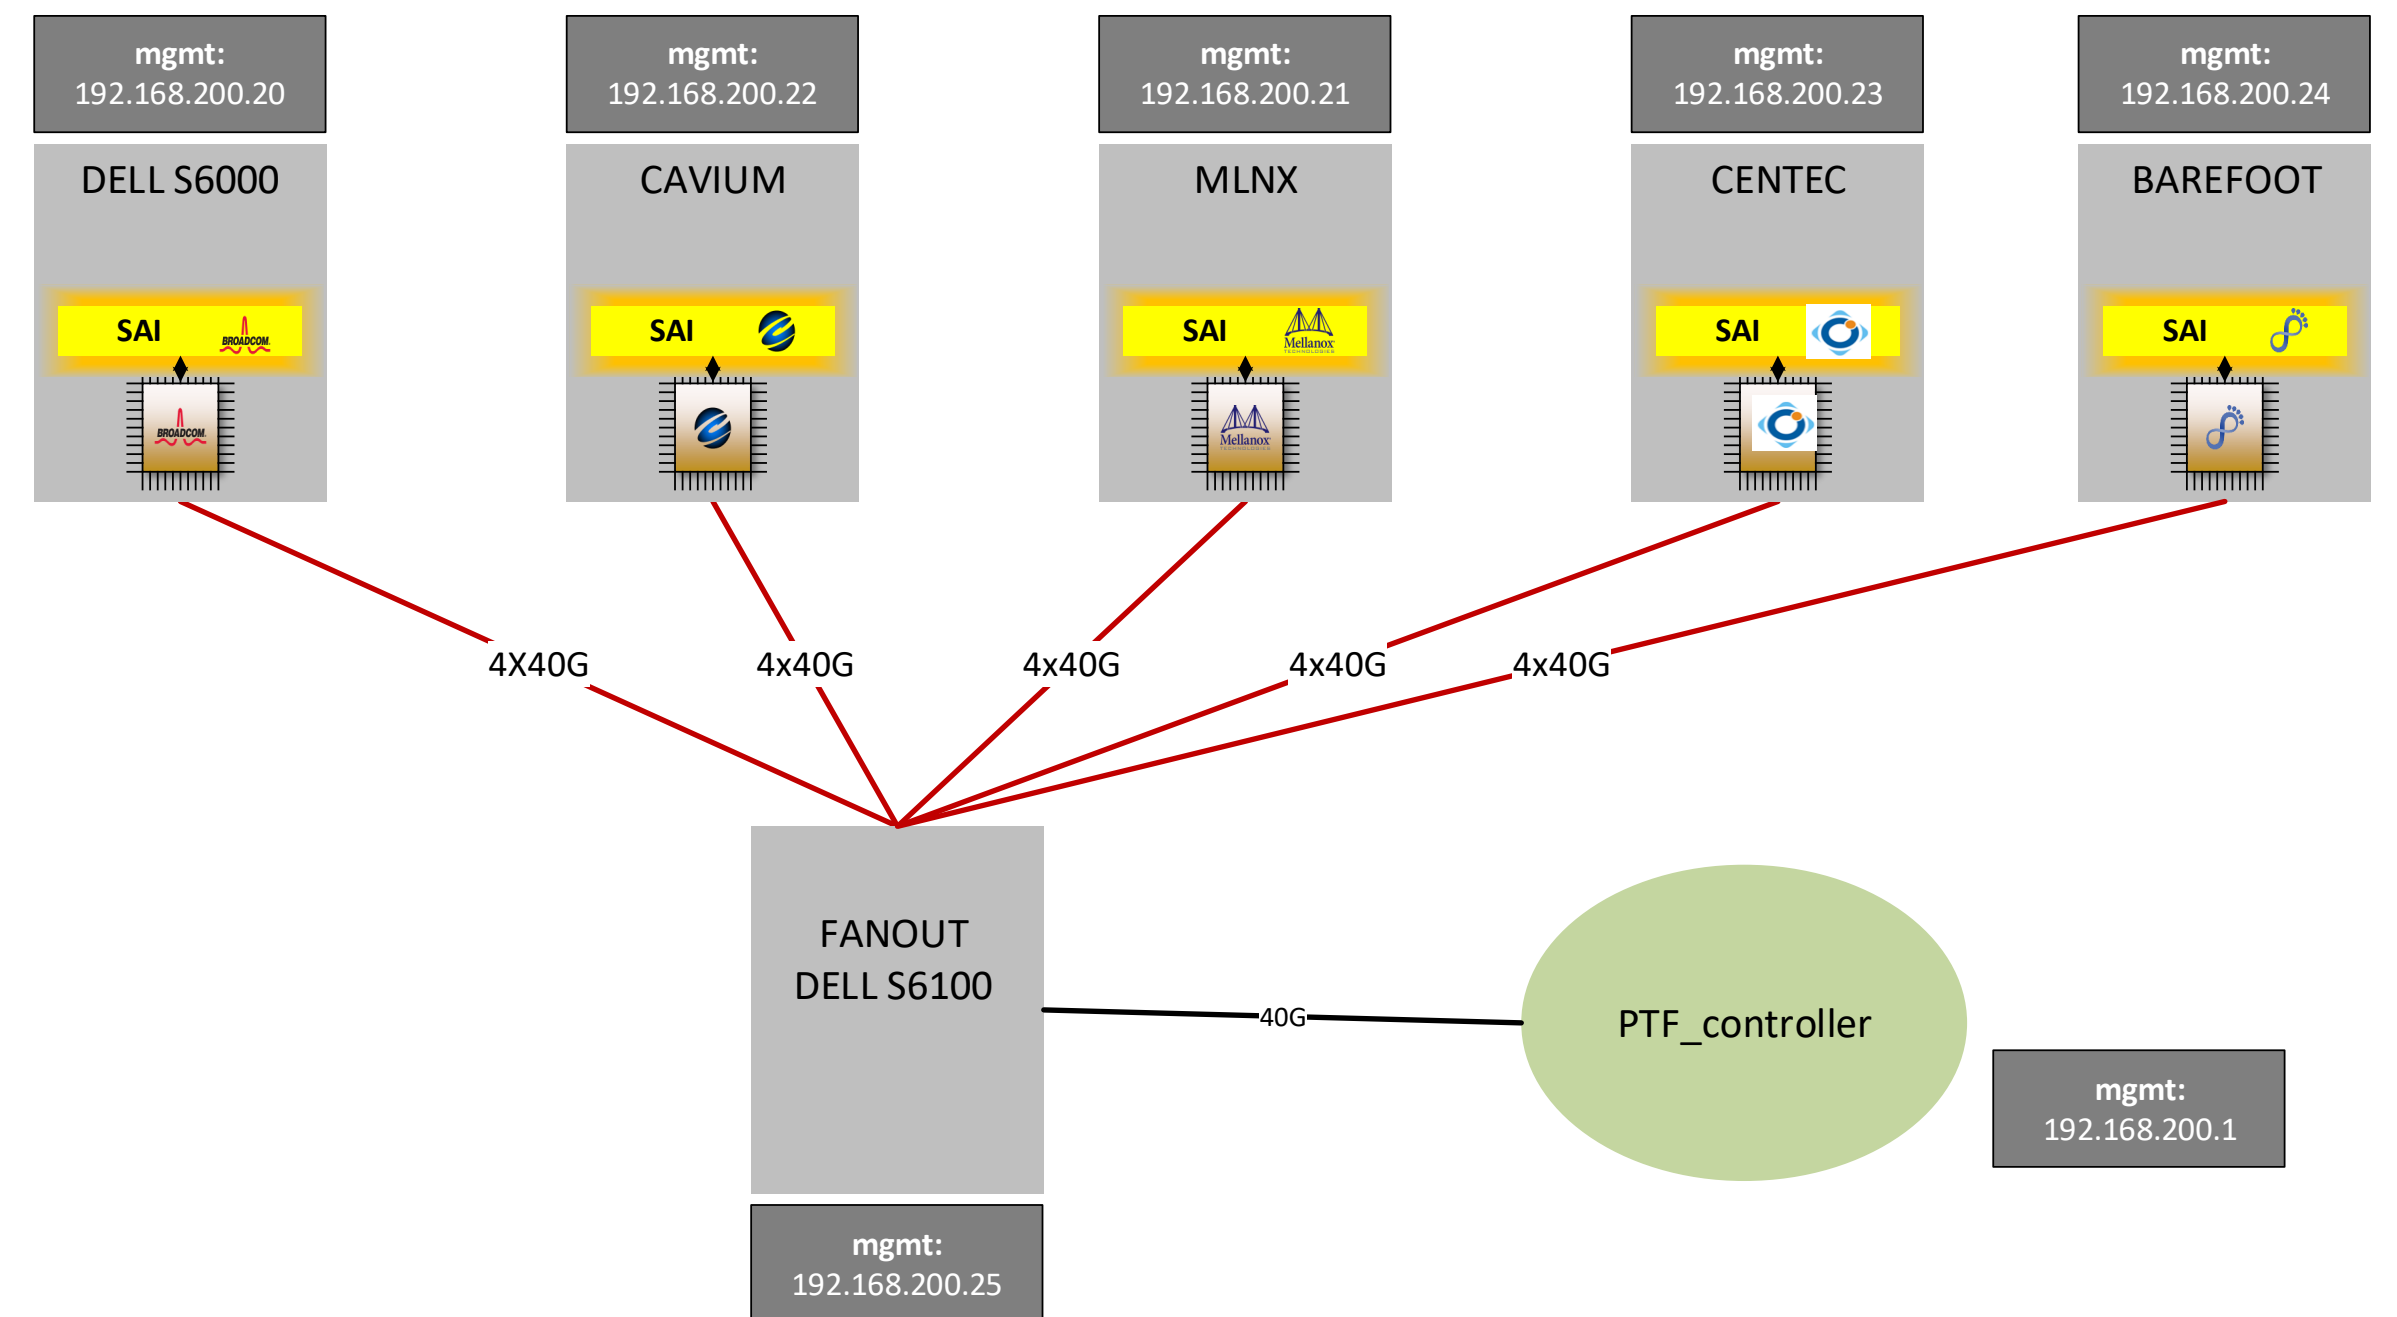 mgmt:
192.168.200.20
mgmt:
192.168.200.22
mgmt:
192.168.200.21
mgmt:
192.168.200.23
mgmt:
192.168.200.24
DELL S6000
CAVIUM
MLNX
CENTEC
BAREFOOT
SAI
BROADCOM
SAI
SAI
Mellanox
TECHNOLOGIES
SAI
SAI
BROADCOM
Mellanox
TECHNOLOGIES
4X40G
4x40G
4x40G
4x40G
4x40G
FANOUT
DELL S6100
40G
PTF_controller
mgmt:
192.168.200.1
mgmt:
192.168.200.25